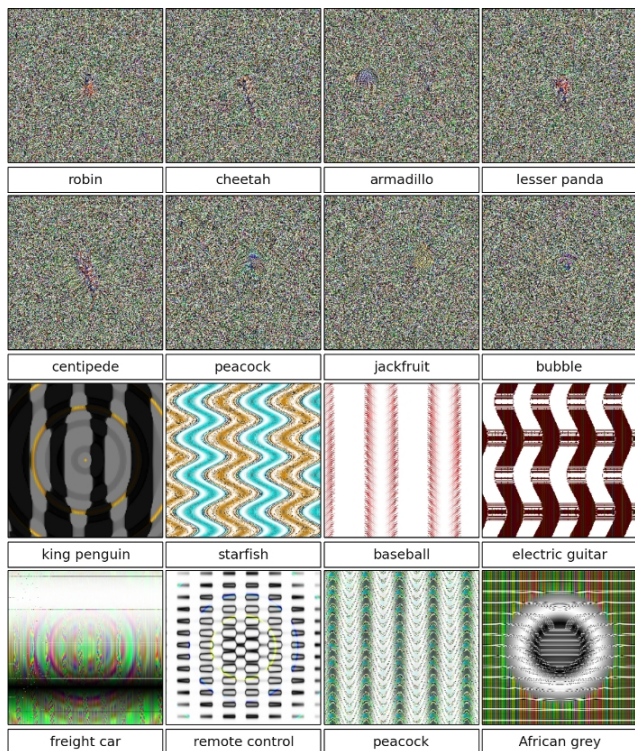 robin cheetah armadillo lesser panda
centipede peacock jackfruit bubble
king penguin starfish baseball electric guitar
freight car remote control peacock African grey